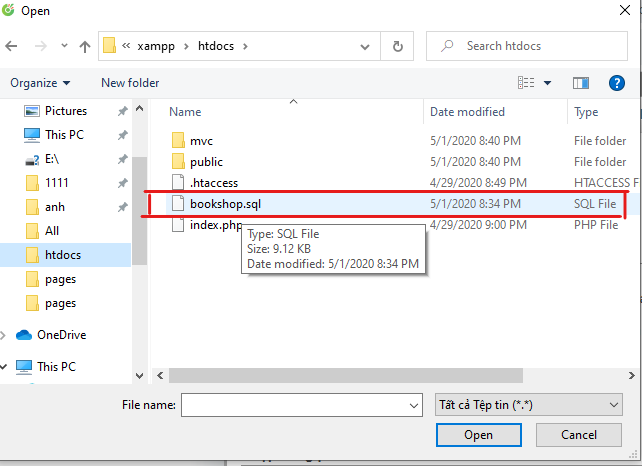 Open
« xampp > htdocs >
Search htdocs
Organize
New folder
Name
Date modified
Type
Pictures
This PC
E:\
1111
anh
All
htdocs
pages
pages
OneDrive
This PC
mvc 5/1/2020 8:40 PM File folder
public 5/1/2020 8:40 PM File folder
.htaccess 4/29/2020 8:49 PM HTACCESS F
bookshop.sql 5/1/2020 8:34 PM SQL File
index.php 4/29/2020 9:00 PM PHP File
Type: SQL File
Size: 9.12 KB
Date modified: 5/1/2020 8:34 PM
File name:
Tất cả Tệp tin (*.*)
Open
Cancel